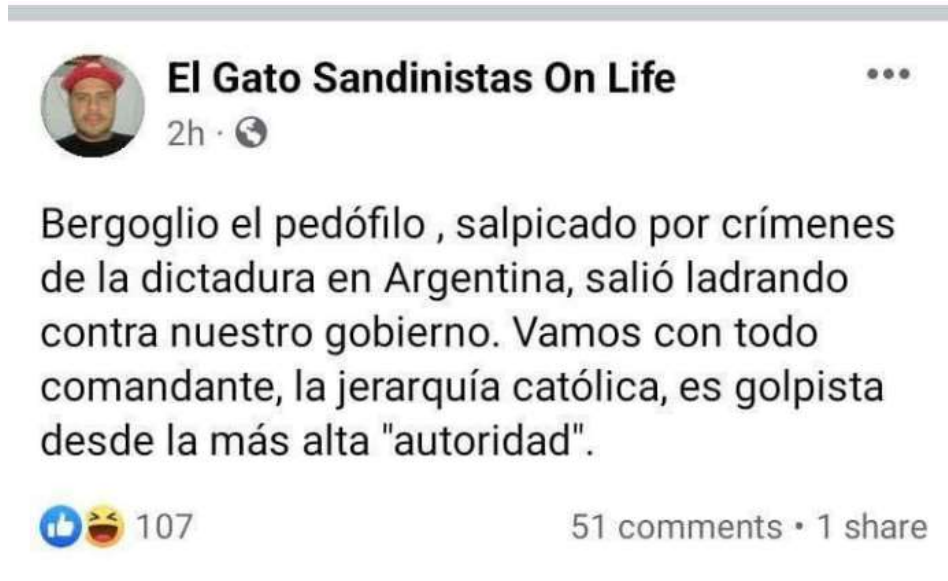 El Gato Sandinistas On Life
2h ·
Bergoglio el pedófilo , salpicado por crímenes
de la dictadura en Argentina, salió ladrando
contra nuestro gobierno. Vamos con todo
comandante, la jerarquía católica, es golpista
desde la más alta "autoridad".
107 51 comments • 1 share